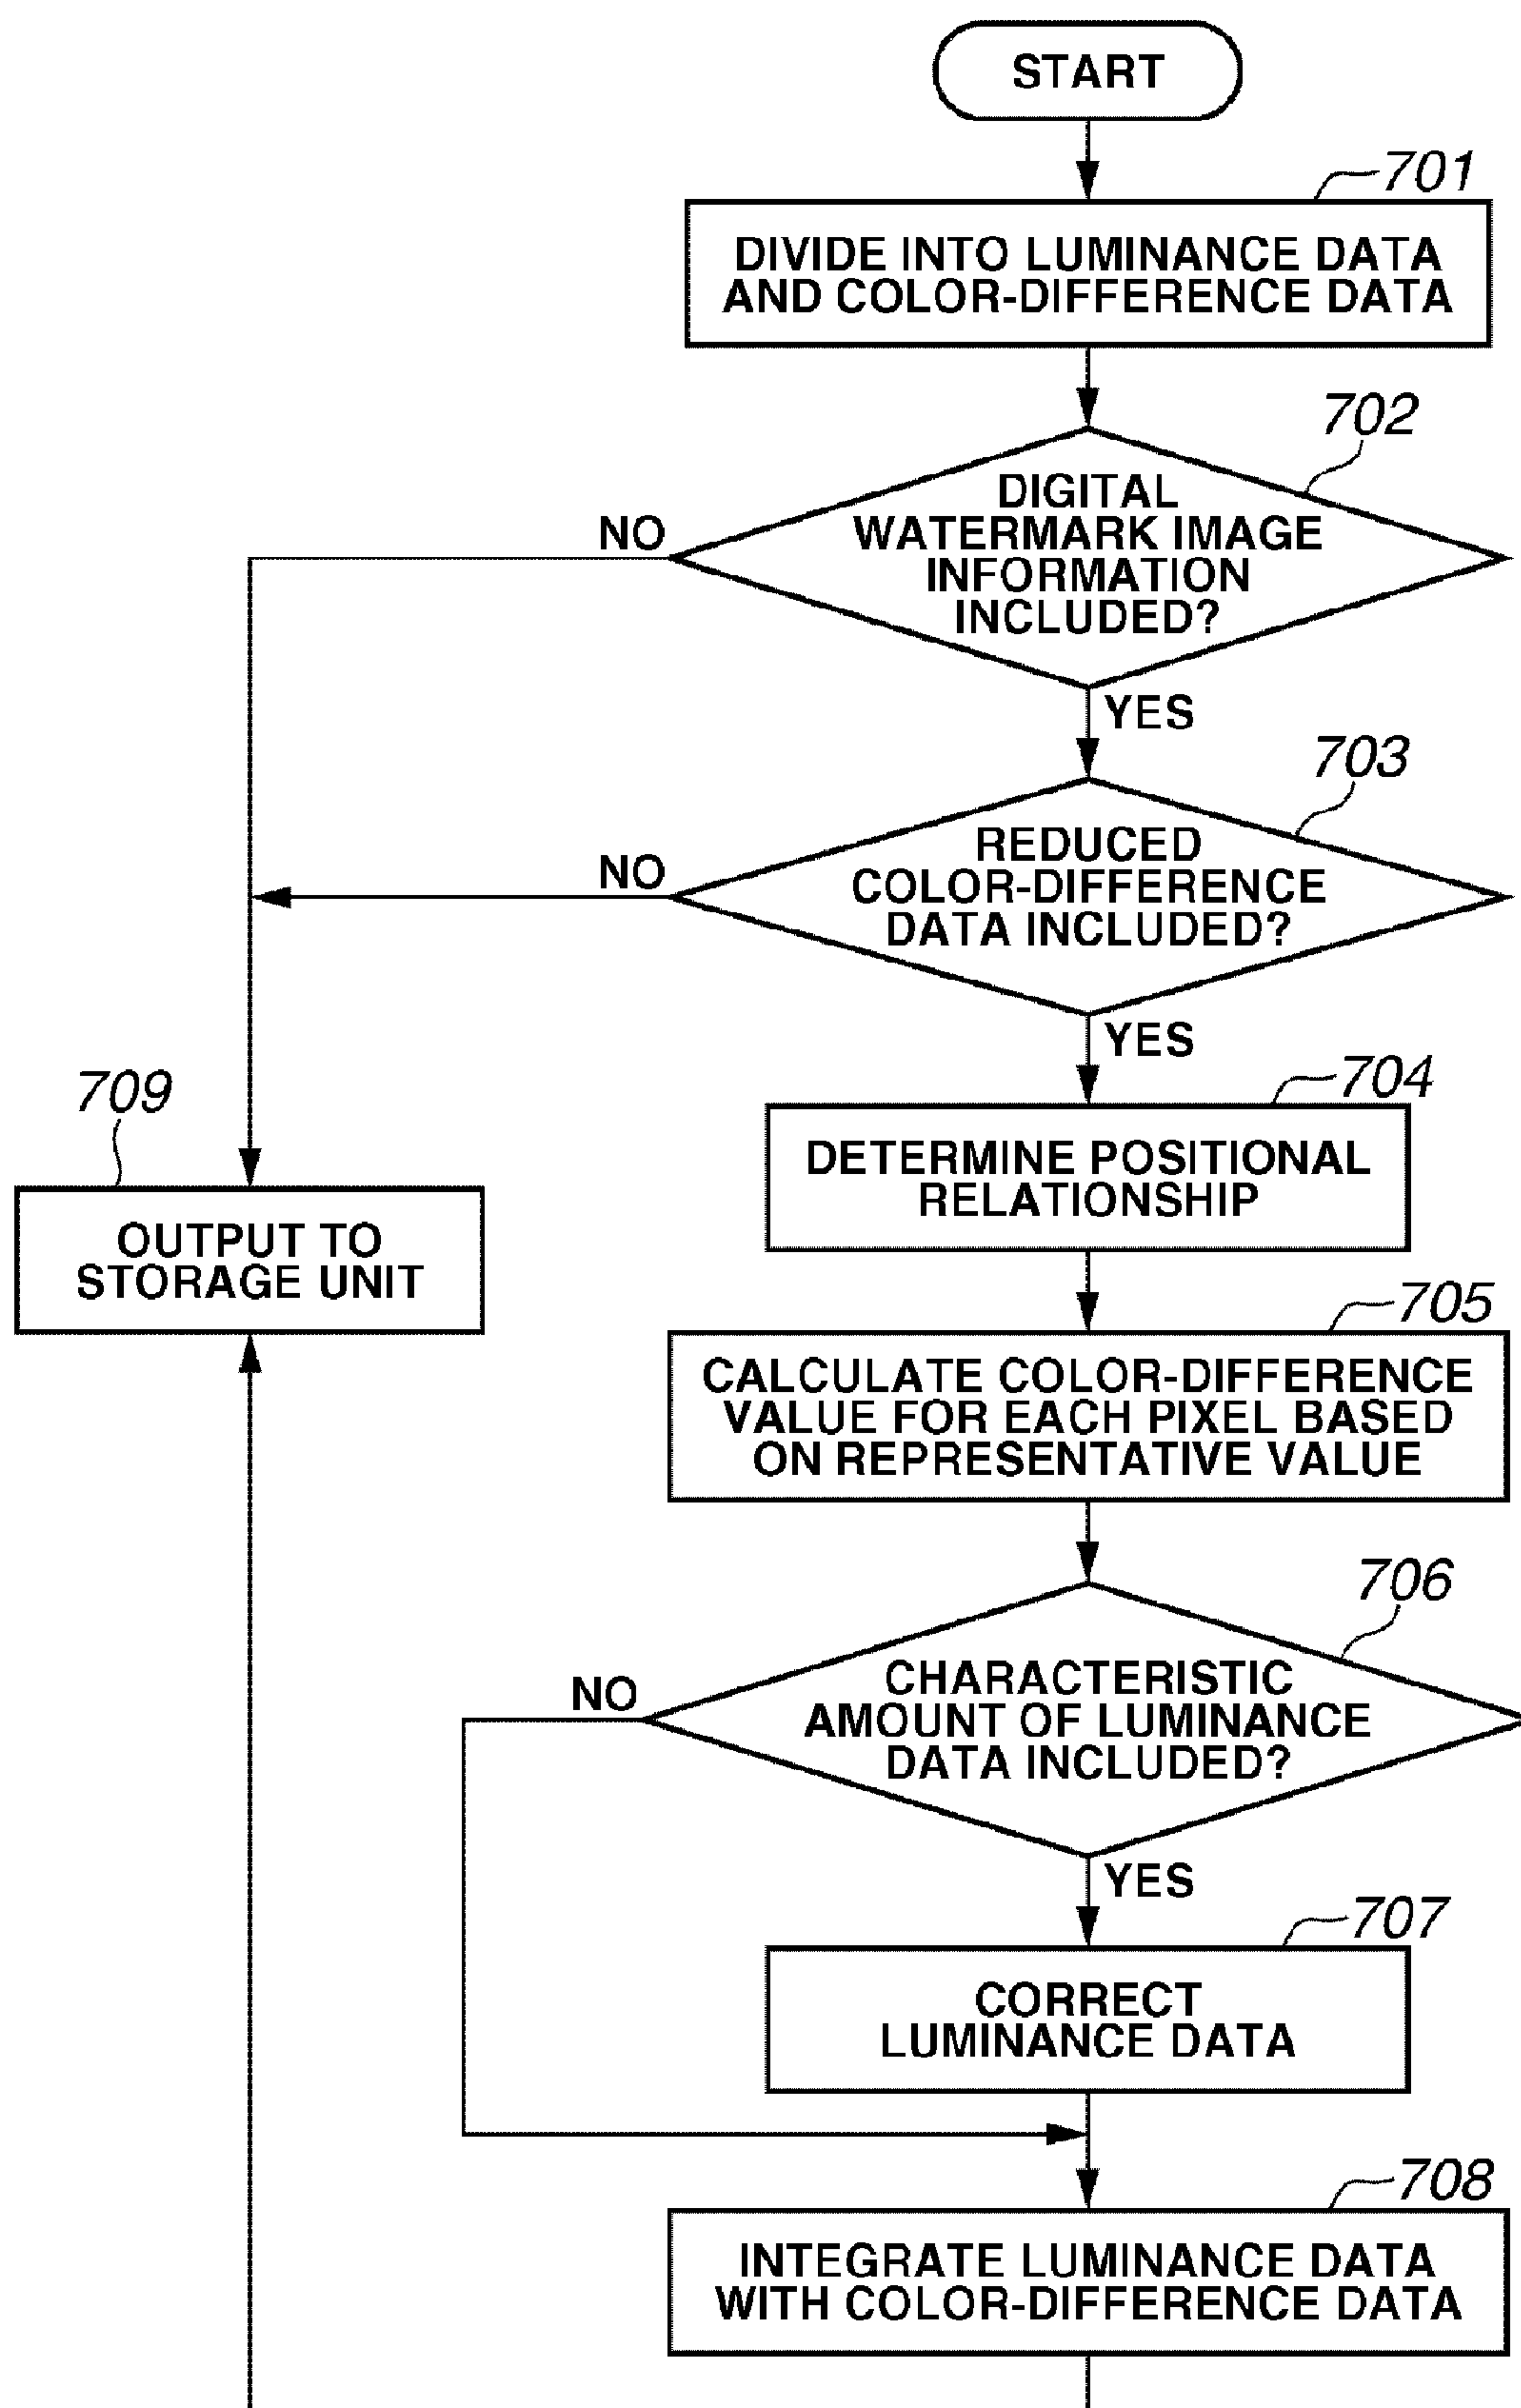 START
701
DIVIDE INTO LUMINANCE DATA
AND COLOR-DIFFERENCE DATA
702
DIGITAL
WATERMARK IMAGE
INFORMATION
INCLUDED?
NO
YES
703
REDUCED
COLOR-DIFFERENCE
DATA INCLUDED?
NO
YES
704
DETERMINE POSITIONAL
RELATIONSHIP
709
OUTPUT TO
STORAGE UNIT
705
CALCULATE COLOR-DIFFERENCE
VALUE FOR EACH PIXEL BASED
ON REPRESENTATIVE VALUE
706
CHARACTERISTIC
AMOUNT OF LUMINANCE
DATA INCLUDED?
NO
YES
707
CORRECT
LUMINANCE DATA
708
INTEGRATE LUMINANCE DATA
WITH COLOR-DIFFERENCE DATA